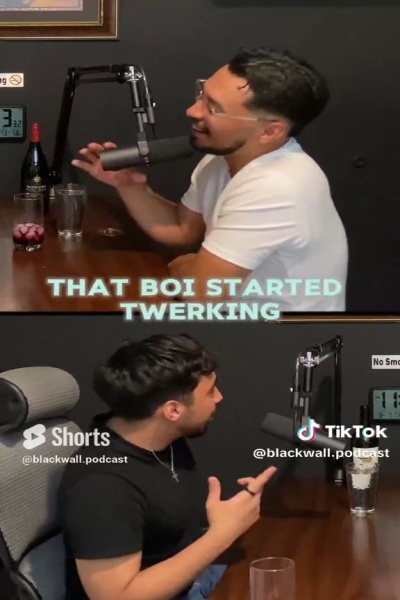 THAT BOI STARTED
TWERKING
No Smo
Shorts
@blackwall.podcast
TikTok
@blackwall.podcast